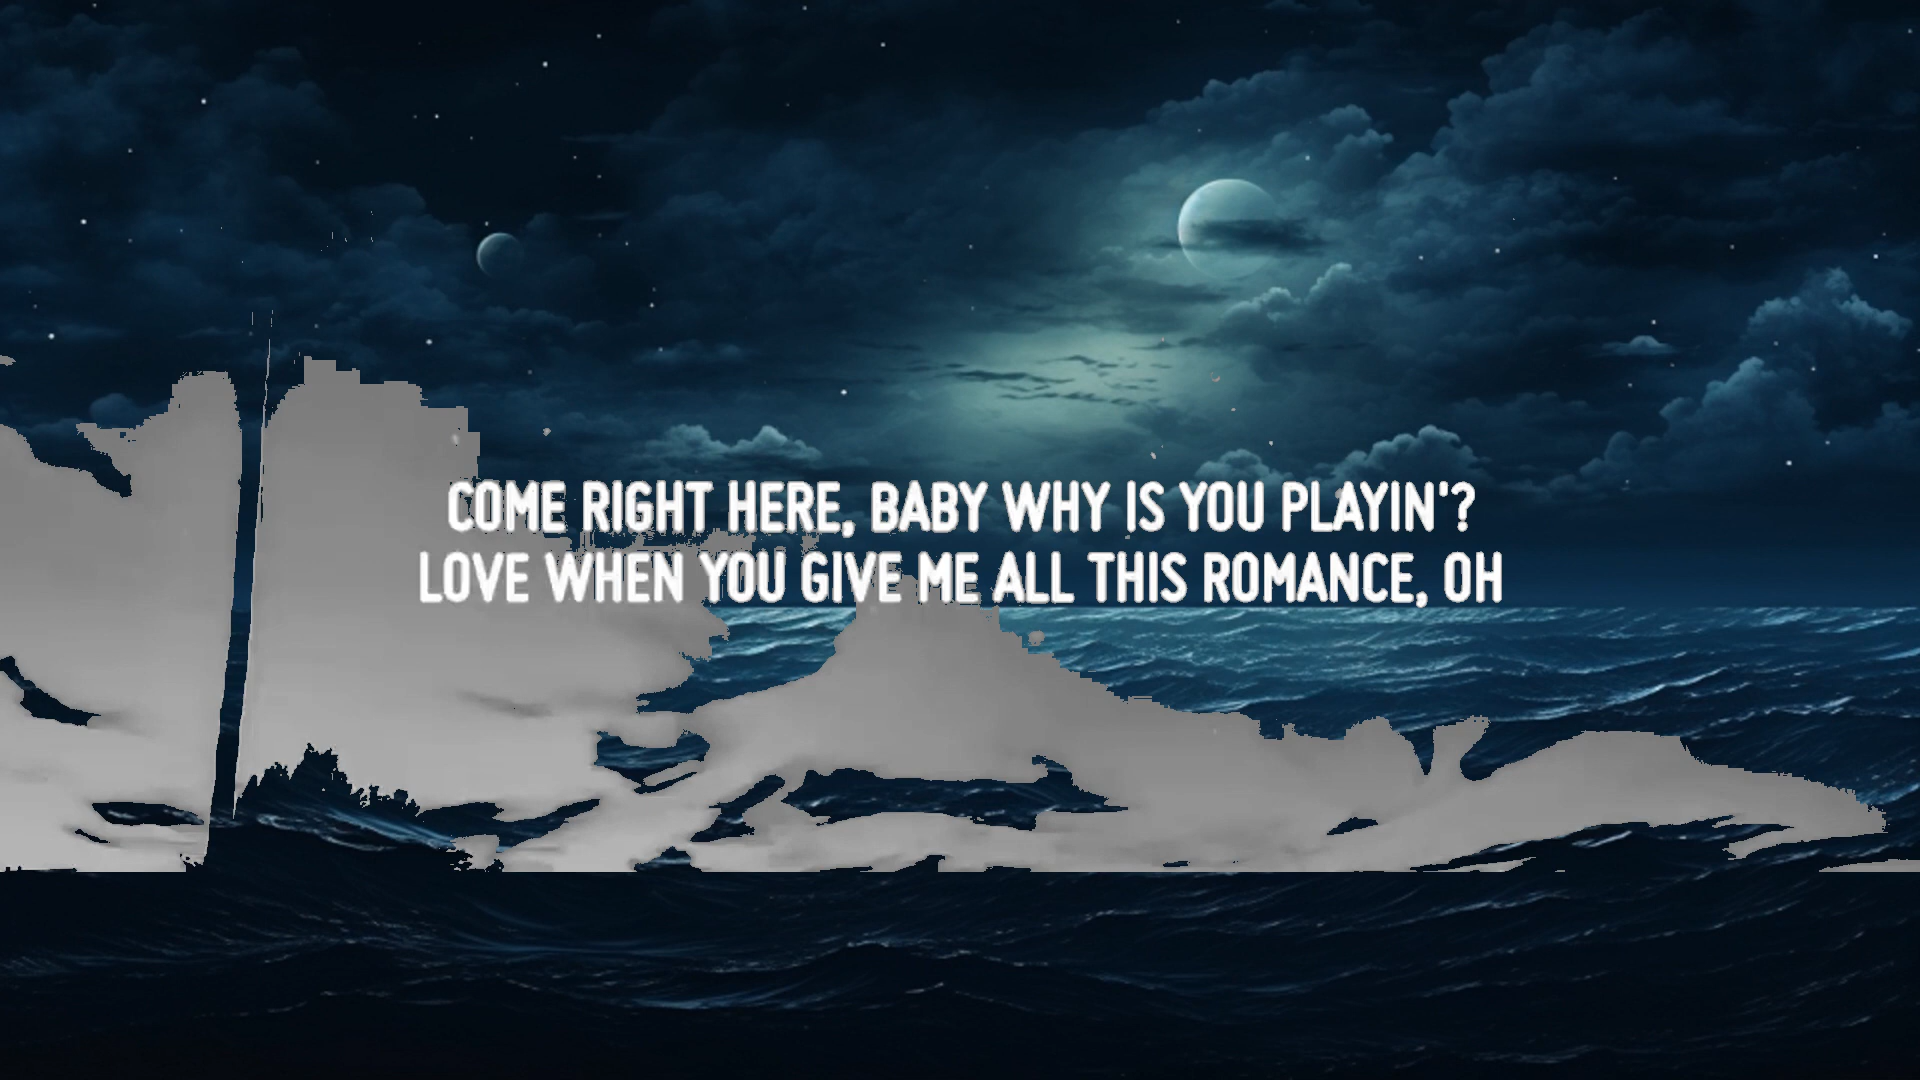 COME RIGHT HERE, BABY WHY IS YOU PLAYIN'?
LOVE WHEN YOU GIVE ME ALL THIS ROMANCE, OH